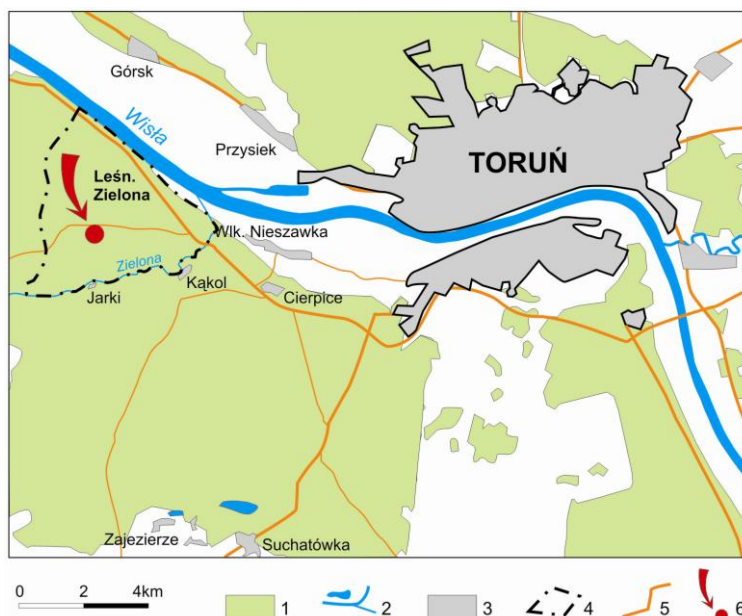 Górsk
Wisła
Przysiek
TORUŃ
Leśn.
Zielona
Wlk. Nieszawka
Zielona
Kąkol
Jarki
Cierpice
Zajezierze
Suchatówka
0 2 4km
1 2 3 4 5 6